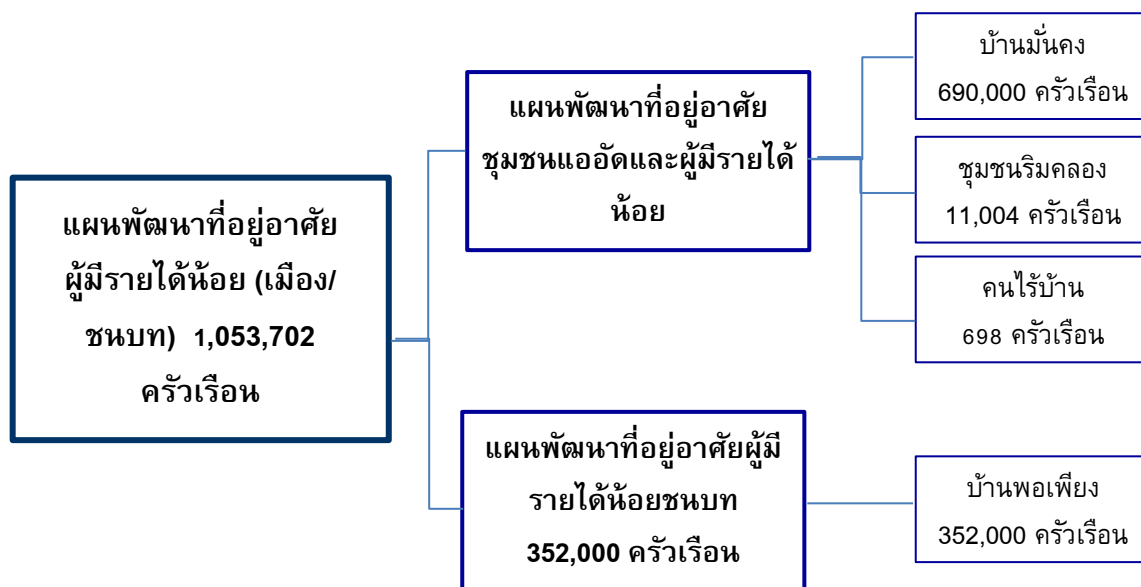 แผนพัฒนาที่อยู่อาศัย
ผู้มีรายได้น้อย (เมือง/
ชนบท) 1,053,702
ครัวเรือน
แผนพัฒนาที่อยู่อาศัย
ชุมชนแออัดและผู้มีรายได้
น้อย
บ้านมั่นคง
690,000 ครัวเรือน
ชุมชนริมคลอง
11,004 ครัวเรือน
คนไร้บ้าน
698 ครัวเรือน
แผนพัฒนาที่อยู่อาศัยผู้มี
รายได้น้อยชนบท
352,000 ครัวเรือน
บ้านพอเพียง
352,000 ครัวเรือน